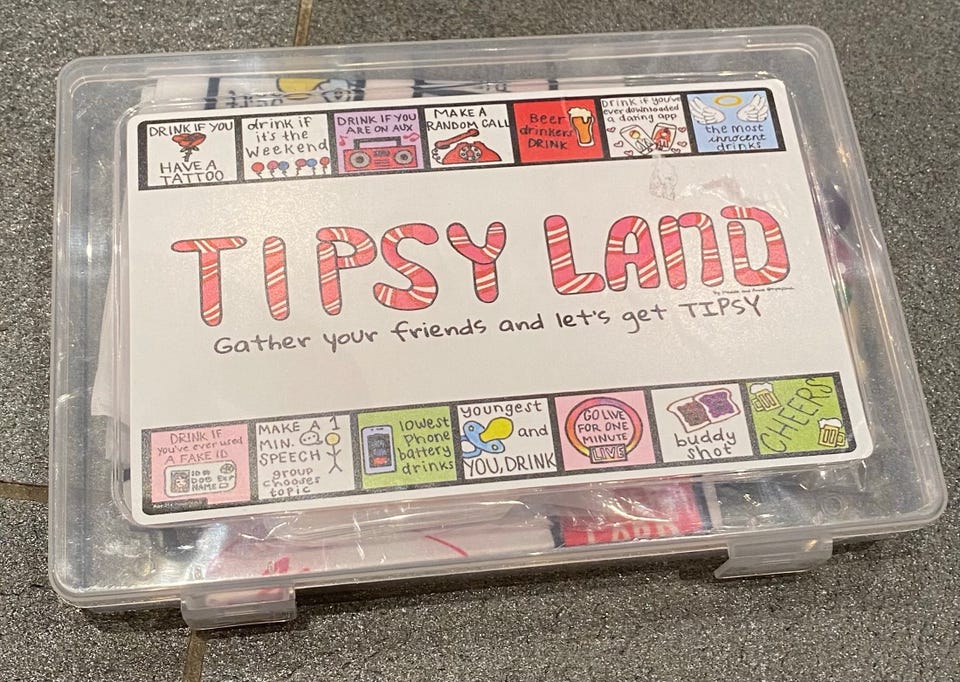 DRINK IF YOU
HAVE A
TATTOO
drink if
it's the
weekend
DRINK IF YOU
ARE ON AUX
MAKE A
RANDOM CALL
Beer
drinkers
DRINK
Drink if you've
ever downloaded
a dating app
the most
innocent
drinks
TIPSY LAND
Gather your friends and let's get TIPSY
DRINK IF
you've ever used
A FAKE ID
MAKE A 1
MIN.
SPEECH
group
chooses
topic
lowest
phone
battery
drinks
youngest
and
YOU, DRINK
GO LIVE
FOR ONE
MINUTE
LIVE
buddy
shot
CHEERS